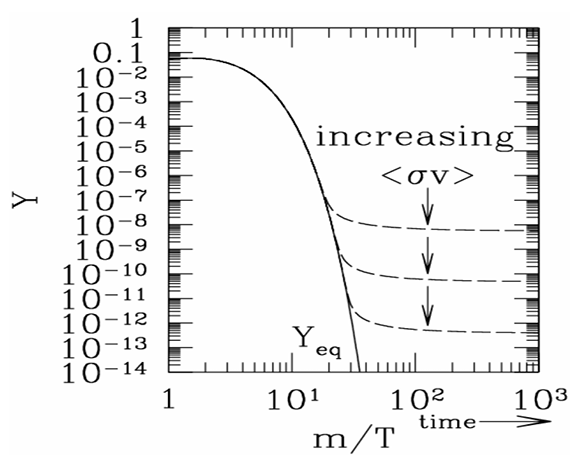 1
0.1
10⁻²
10⁻³
10⁻⁴
10⁻⁵
10⁻⁶
10⁻⁷
10⁻⁸
10⁻⁹
10⁻¹⁰
10⁻¹¹
10⁻¹²
10⁻¹³
10⁻¹⁴
Y
increasing
<σv>
Y_eq
1 10¹ 10² 10³
m/T
time